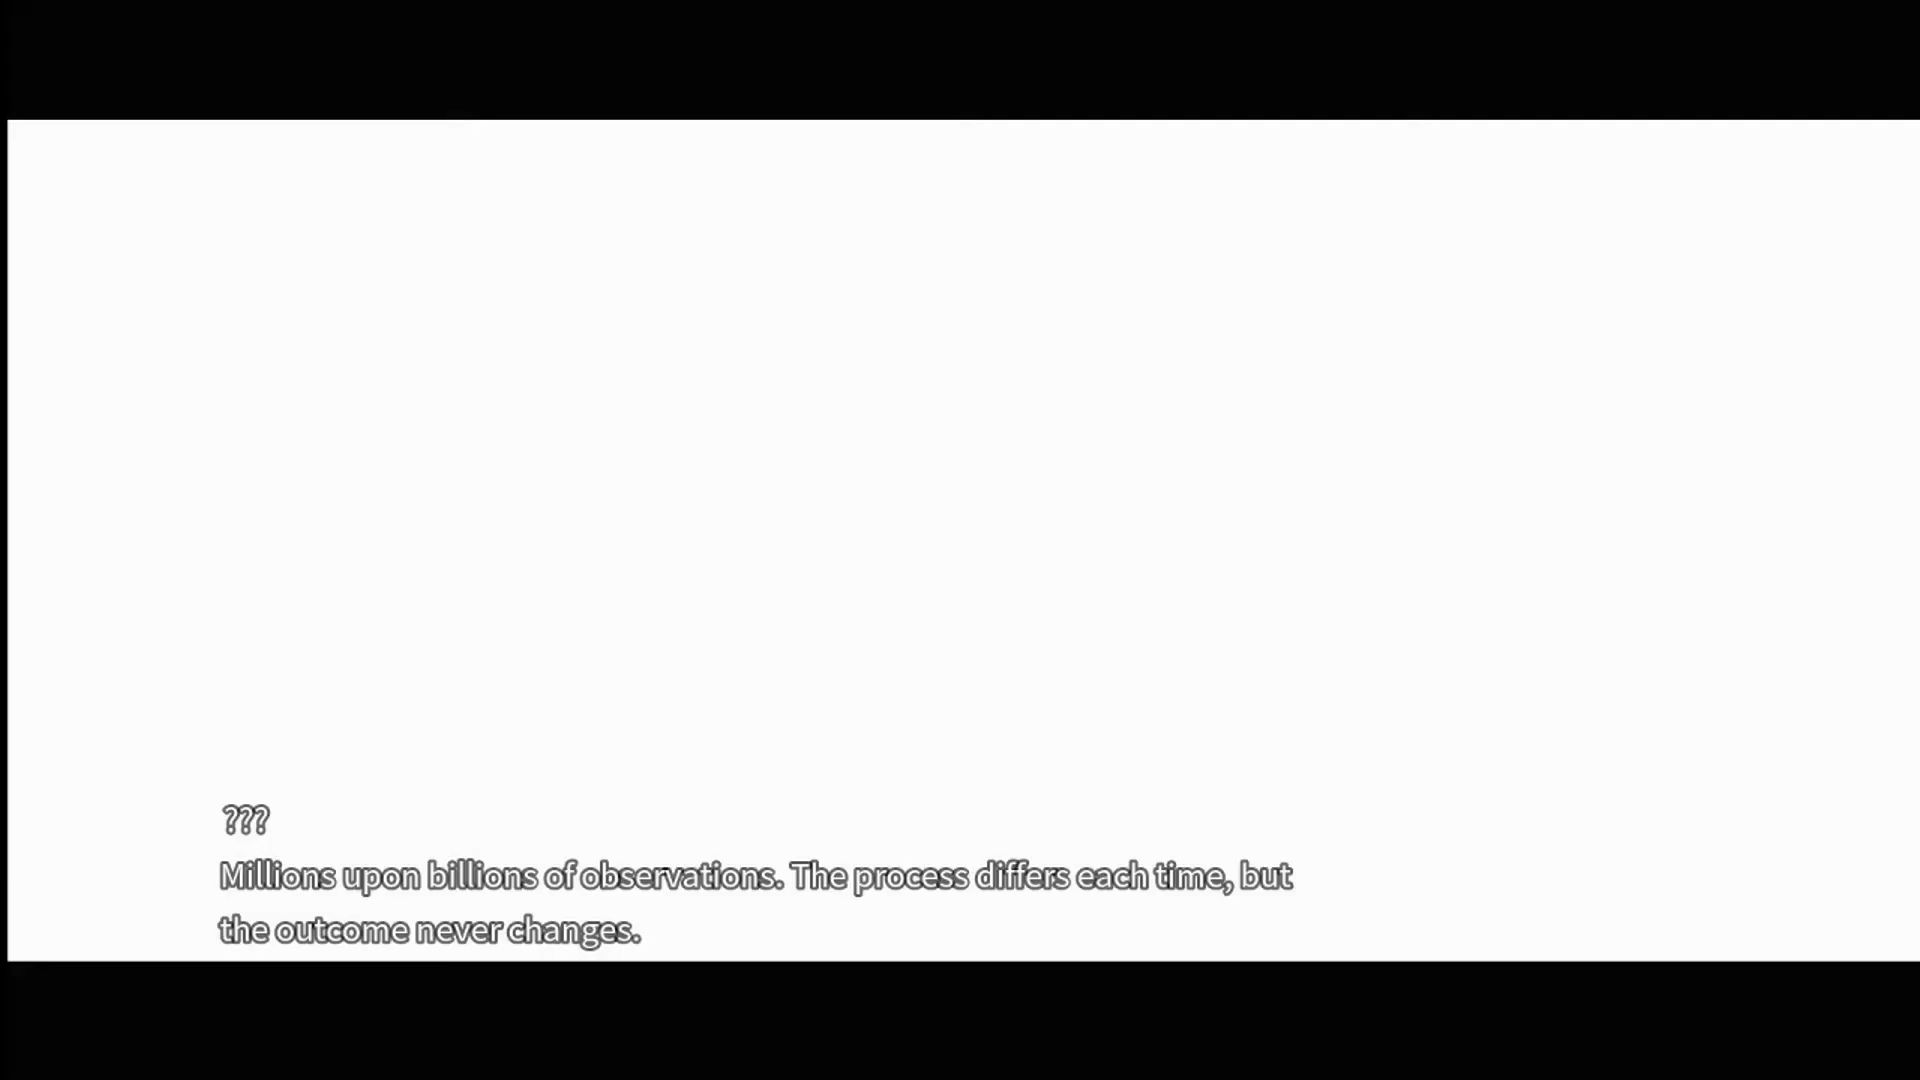 ???
Millions upon billions of observations. The process differs each time, but
the outcome never changes.